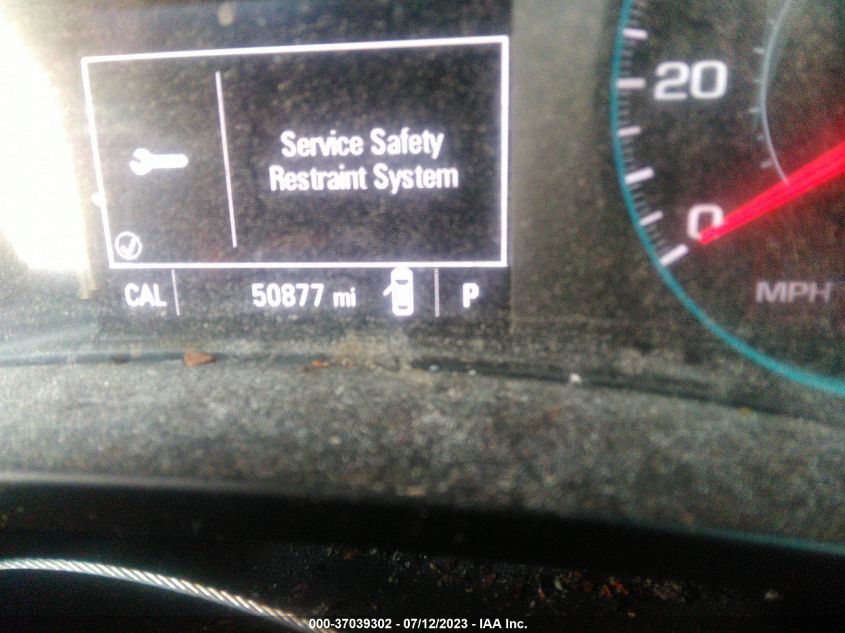 Service Safety
Restraint System
CAL 50877 mi P
20
0
MPH
000-37039302 - 07/12/2023 - IAA Inc.